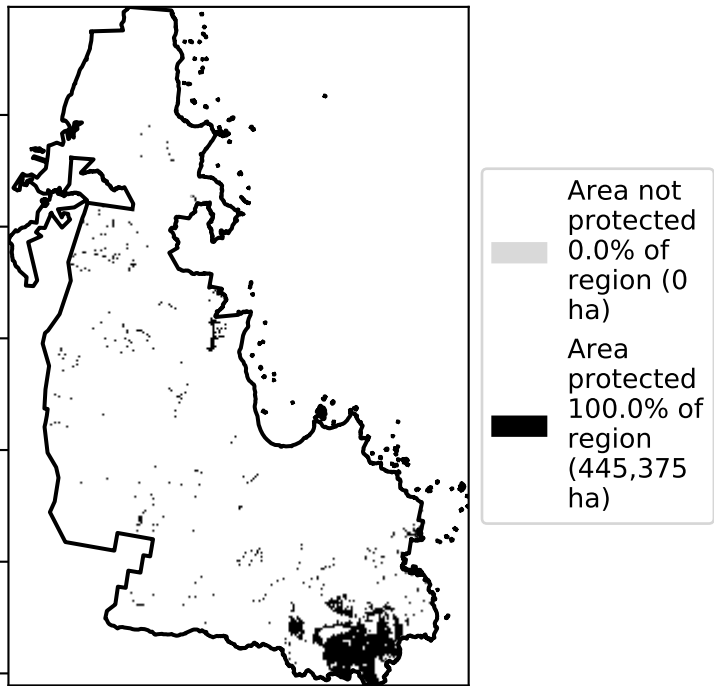 Area not
protected
0.0% of
region (0
ha)
Area
protected
100.0% of
region
(445,375
ha)